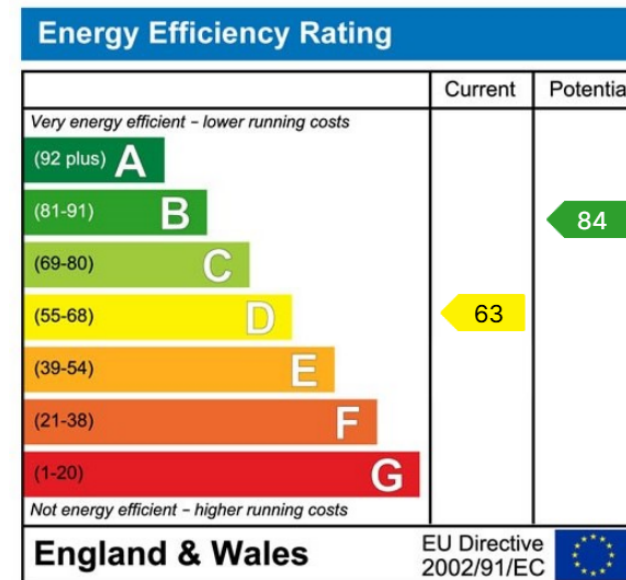 Energy Efficiency Rating
Current Potentia
Very energy efficient – lower running costs
(92 plus) A
(81-91) B
84
(69-80) C
(55-68) D
63
(39-54) E
(21-38) F
(1-20) G
Not energy efficient – higher running costs
England & Wales
EU Directive
2002/91/EC